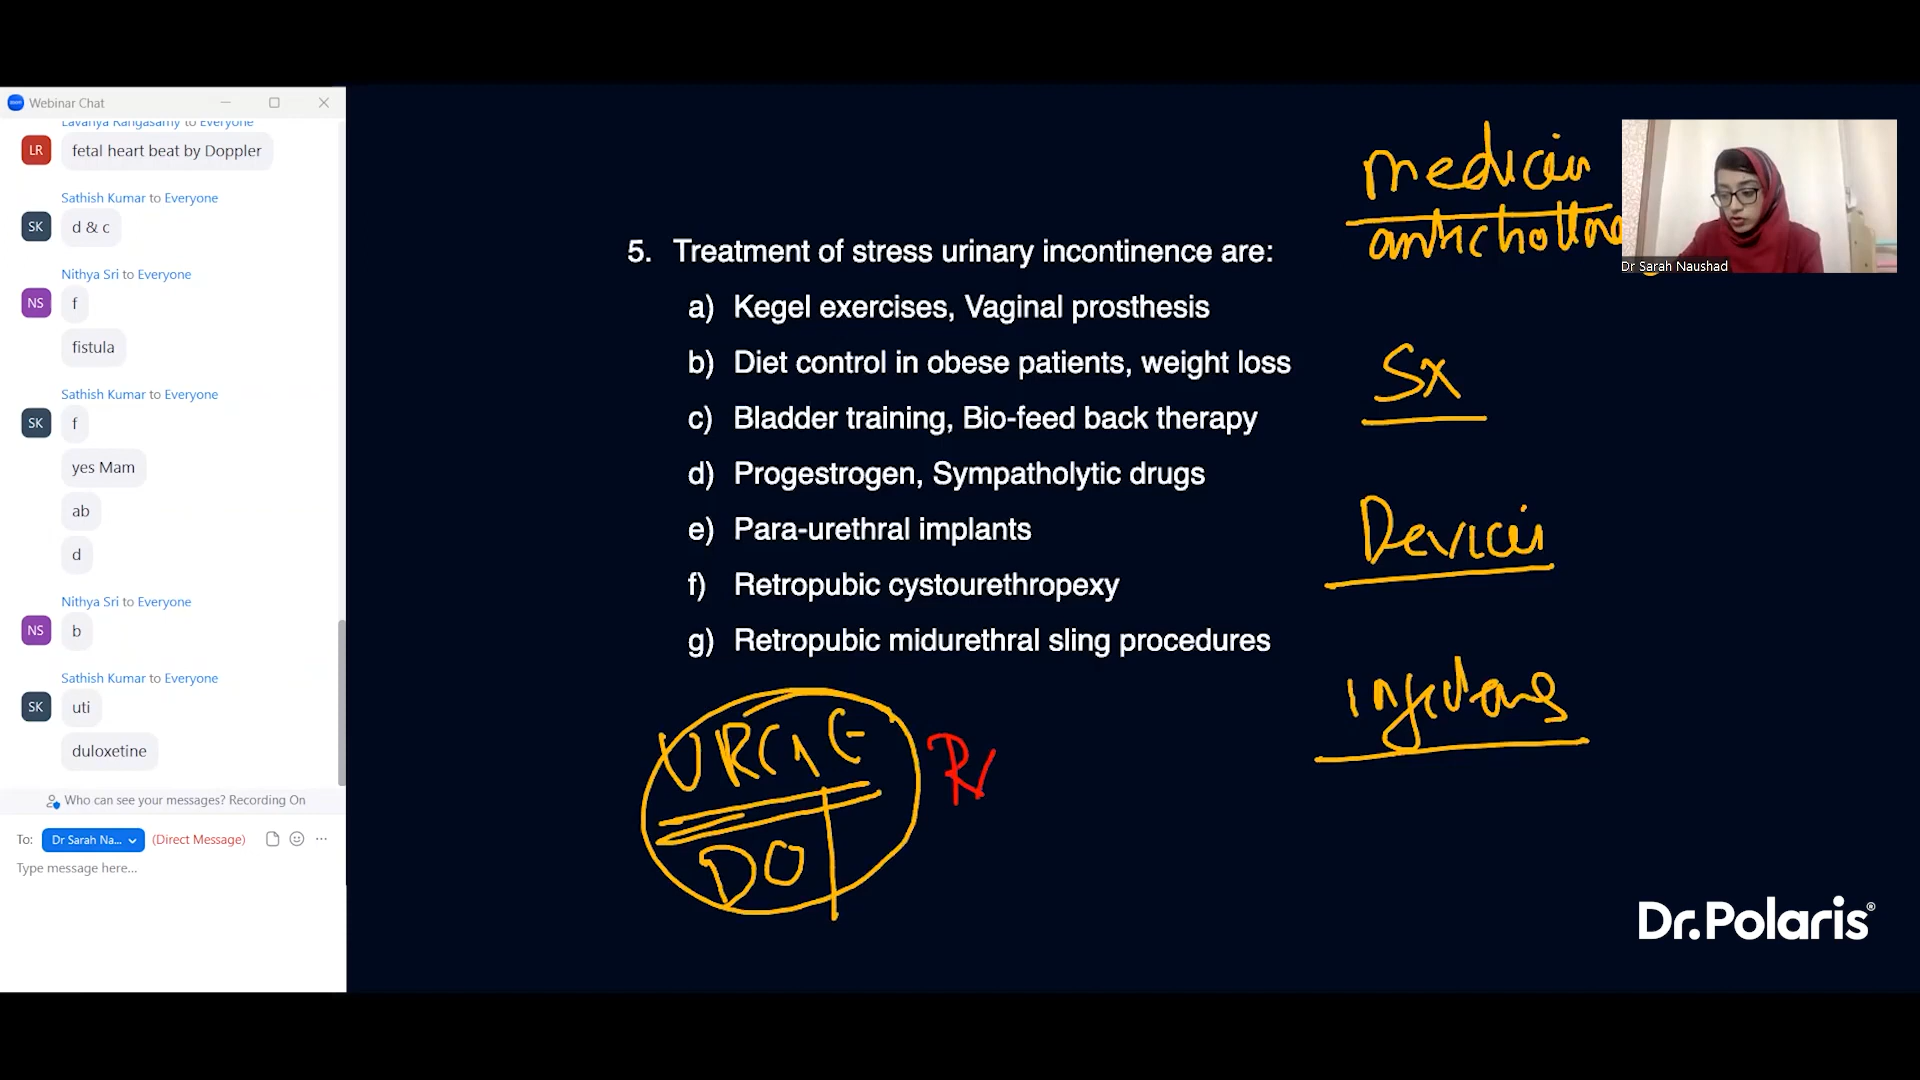 Webinar Chat
Lavanya Rangasamy to Everyone
LR
fetal heart beat by Doppler
Sathish Kumar to Everyone
SK
d & c
Nithya Sri to Everyone
NS
f
fistula
Sathish Kumar to Everyone
SK
f
yes Mam
ab
d
Nithya Sri to Everyone
NS
b
Sathish Kumar to Everyone
SK
uti
duloxetine
Who can see your messages? Recording On
To: Dr Sarah Na... (Direct Message)
Type message here...
5. Treatment of stress urinary incontinence are:
a) Kegel exercises, Vaginal prosthesis
b) Diet control in obese patients, weight loss
c) Bladder training, Bio-feed back therapy
d) Progestrogen, Sympatholytic drugs
e) Para-urethral implants
f) Retropubic cystourethropexy
g) Retropubic midurethral sling procedures
URGE
DO
Sx
Dr Sarah Naushad
Dr.Polaris®